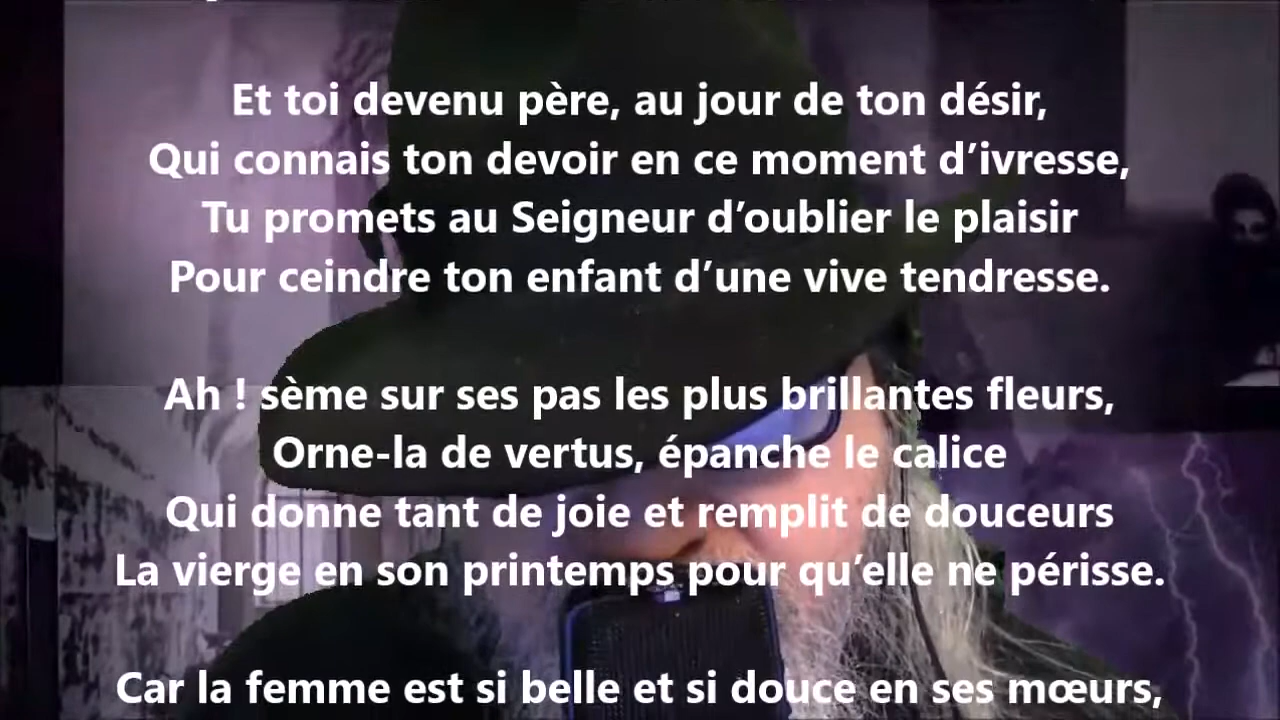 Et toi devenu père, au jour de ton désir,
Qui connais ton devoir en ce moment d’ivresse,
Tu promets au Seigneur d’oublier le plaisir
Pour ceindre ton enfant d’une vive tendresse.
Ah ! sème sur ses pas les plus brillantes fleurs,
Orne-la de vertus, épanche le calice
Qui donne tant de joie et remplit de douceurs
La vierge en son printemps pour qu’elle ne périsse.
Car la femme est si belle et si douce en ses mœurs,